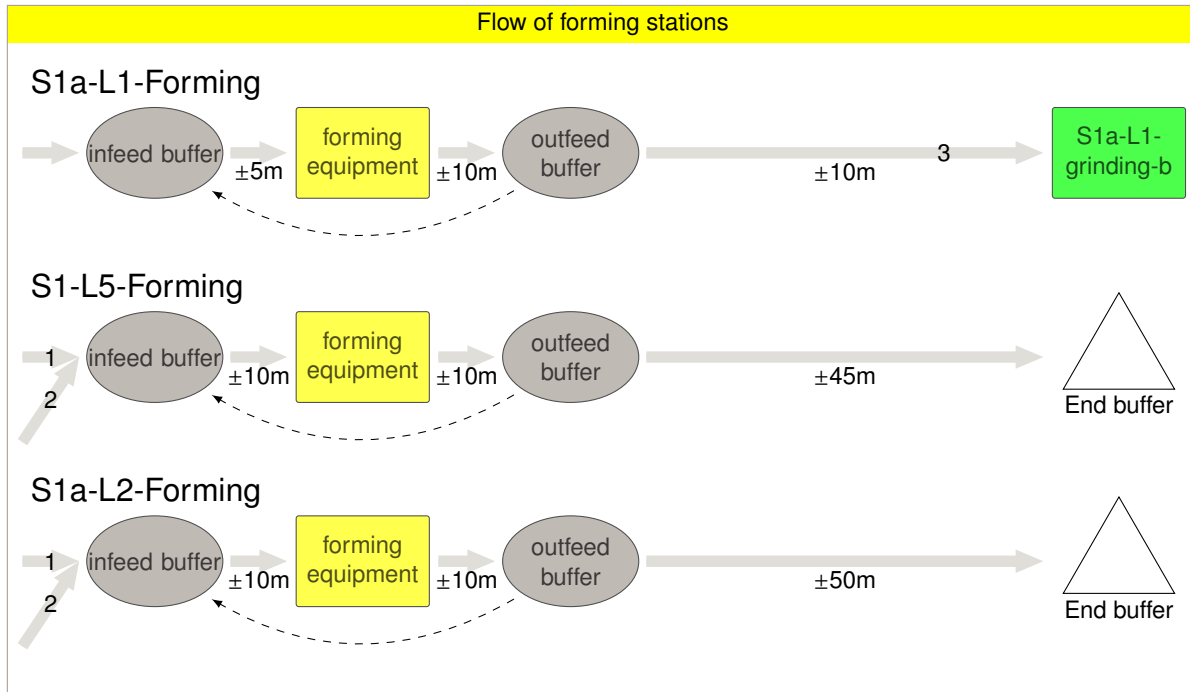 Flow of forming stations
S1a-L1-Forming
infeed buffer
±5m
forming
equipment
±10m
outfeed
buffer
±10m
3
S1a-L1-
grinding-b
S1-L5-Forming
1
2
infeed buffer
±10m
forming
equipment
±10m
outfeed
buffer
±45m
End buffer
S1a-L2-Forming
1
2
infeed buffer
±10m
forming
equipment
±10m
outfeed
buffer
±50m
End buffer